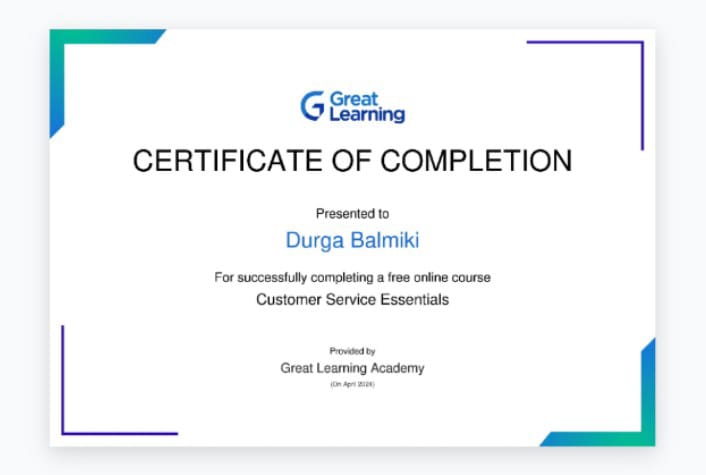 Great
Learning
CERTIFICATE OF COMPLETION
Presented to
Durga Balmiki
For successfully completing a free online course
Customer Service Essentials
Provided by
Great Learning Academy
(On April 2024)